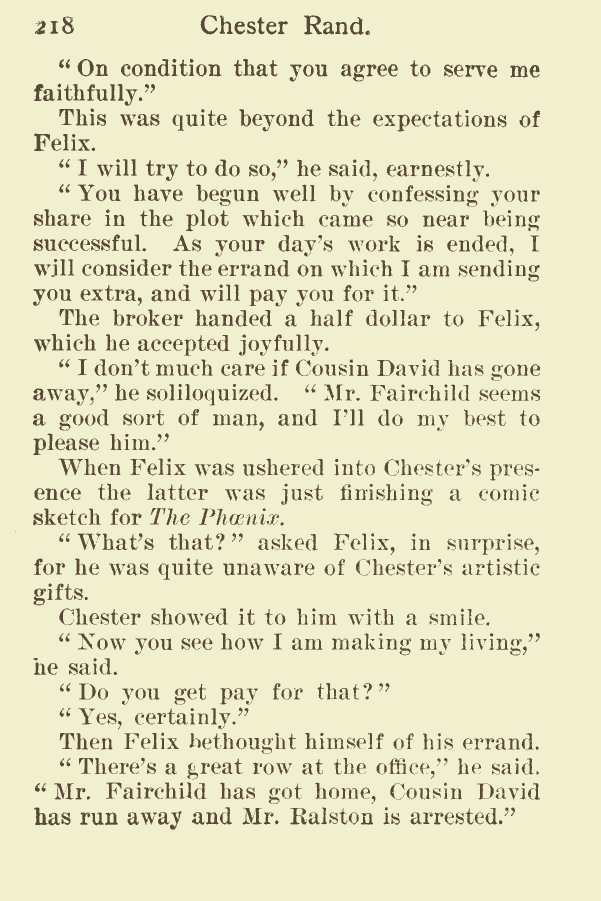 218 Chester Rand.
“ On condition that you agree to serve me
faithfully.”
This was quite beyond the expectations of
Felix.
“ I will try to do so,” he said, earnestly.
“ You have begun well by confessing your
share in the plot which came so near being
successful. As your day's work is ended, I
will consider the errand on which I am sending
you extra, and will pay you for it.”
The broker handed a half dollar to Felix,
which he accepted joyfully.
“ I don't much care if Cousin David has gone
away,” he soliloquized. “ Mr. Fairchild seems
a good sort of man, and I'll do my best to
please him.”
When Felix was ushered into Chester's pres-
ence the latter was just finishing a comic
sketch for The Phœnix.
“ What's that? ” asked Felix, in surprise,
for he was quite unaware of Chester's artistic
gifts.
Chester showed it to him with a smile.
“ Now you see how I am making my living,”
he said.
“ Do you get pay for that? ”
“ Yes, certainly.”
Then Felix bethought himself of his errand.
“ There's a great row at the office,” he said.
“ Mr. Fairchild has got home, Cousin David
has run away and Mr. Ralston is arrested.”